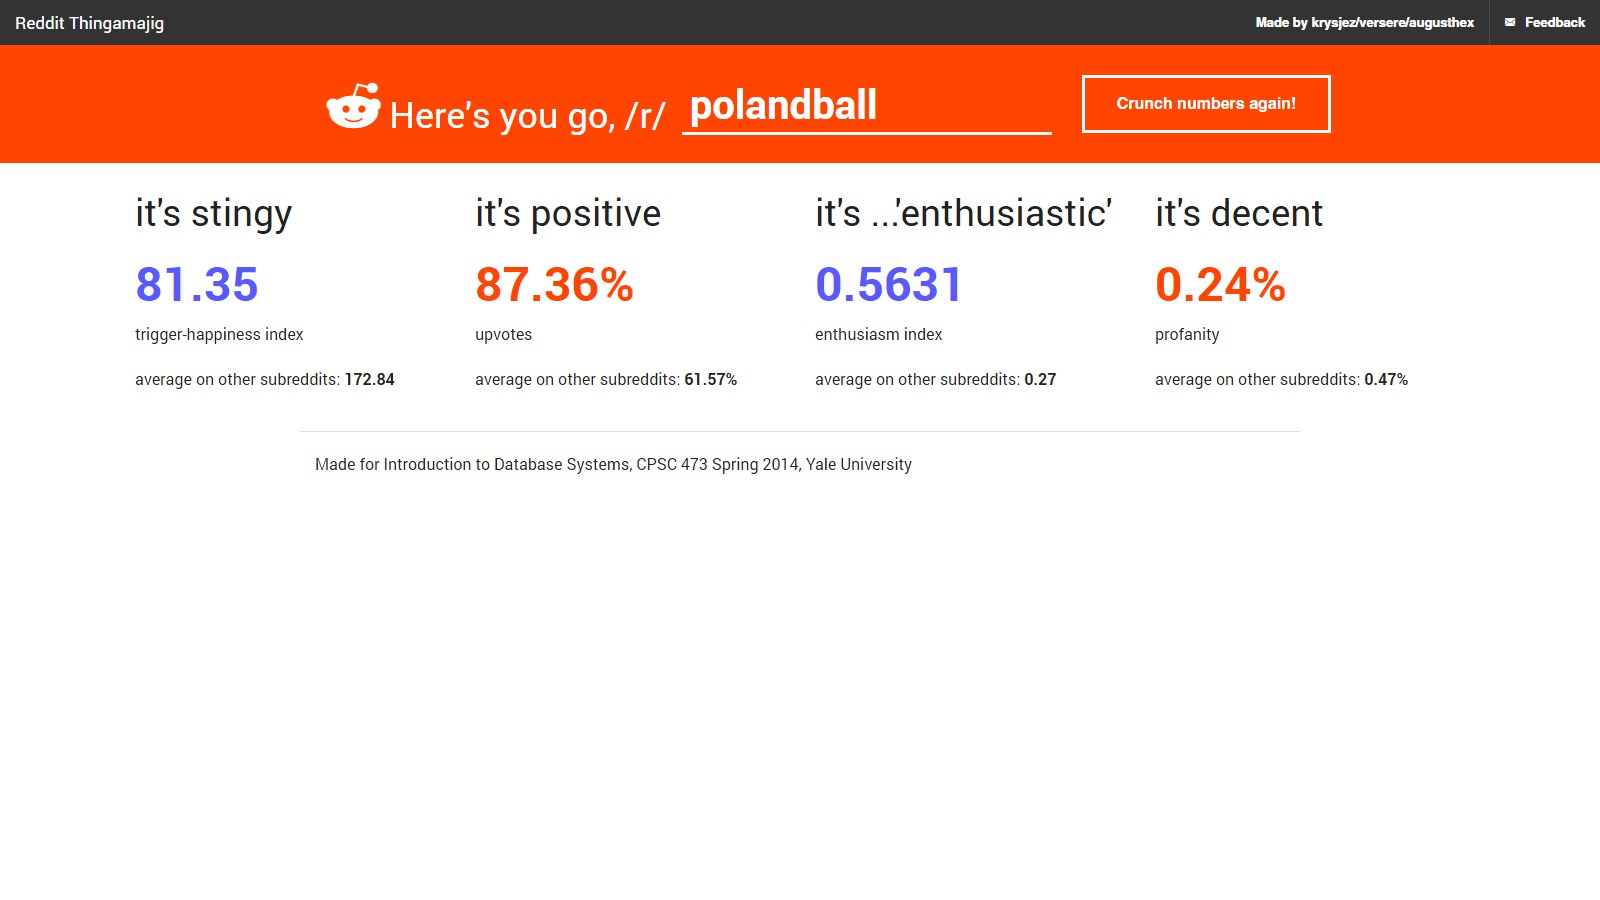 Reddit Thingamajig
Made by krysjez/versere/augusthex
Feedback
Here's you go, /r/ polandball
Crunch numbers again!
it's stingy
81.35
trigger-happiness index
average on other subreddits: 172.84
it's positive
87.36%
upvotes
average on other subreddits: 61.57%
it's ...'enthusiastic'
0.5631
enthusiasm index
average on other subreddits: 0.27
it's decent
0.24%
profanity
average on other subreddits: 0.47%
Made for Introduction to Database Systems, CPSC 473 Spring 2014, Yale University